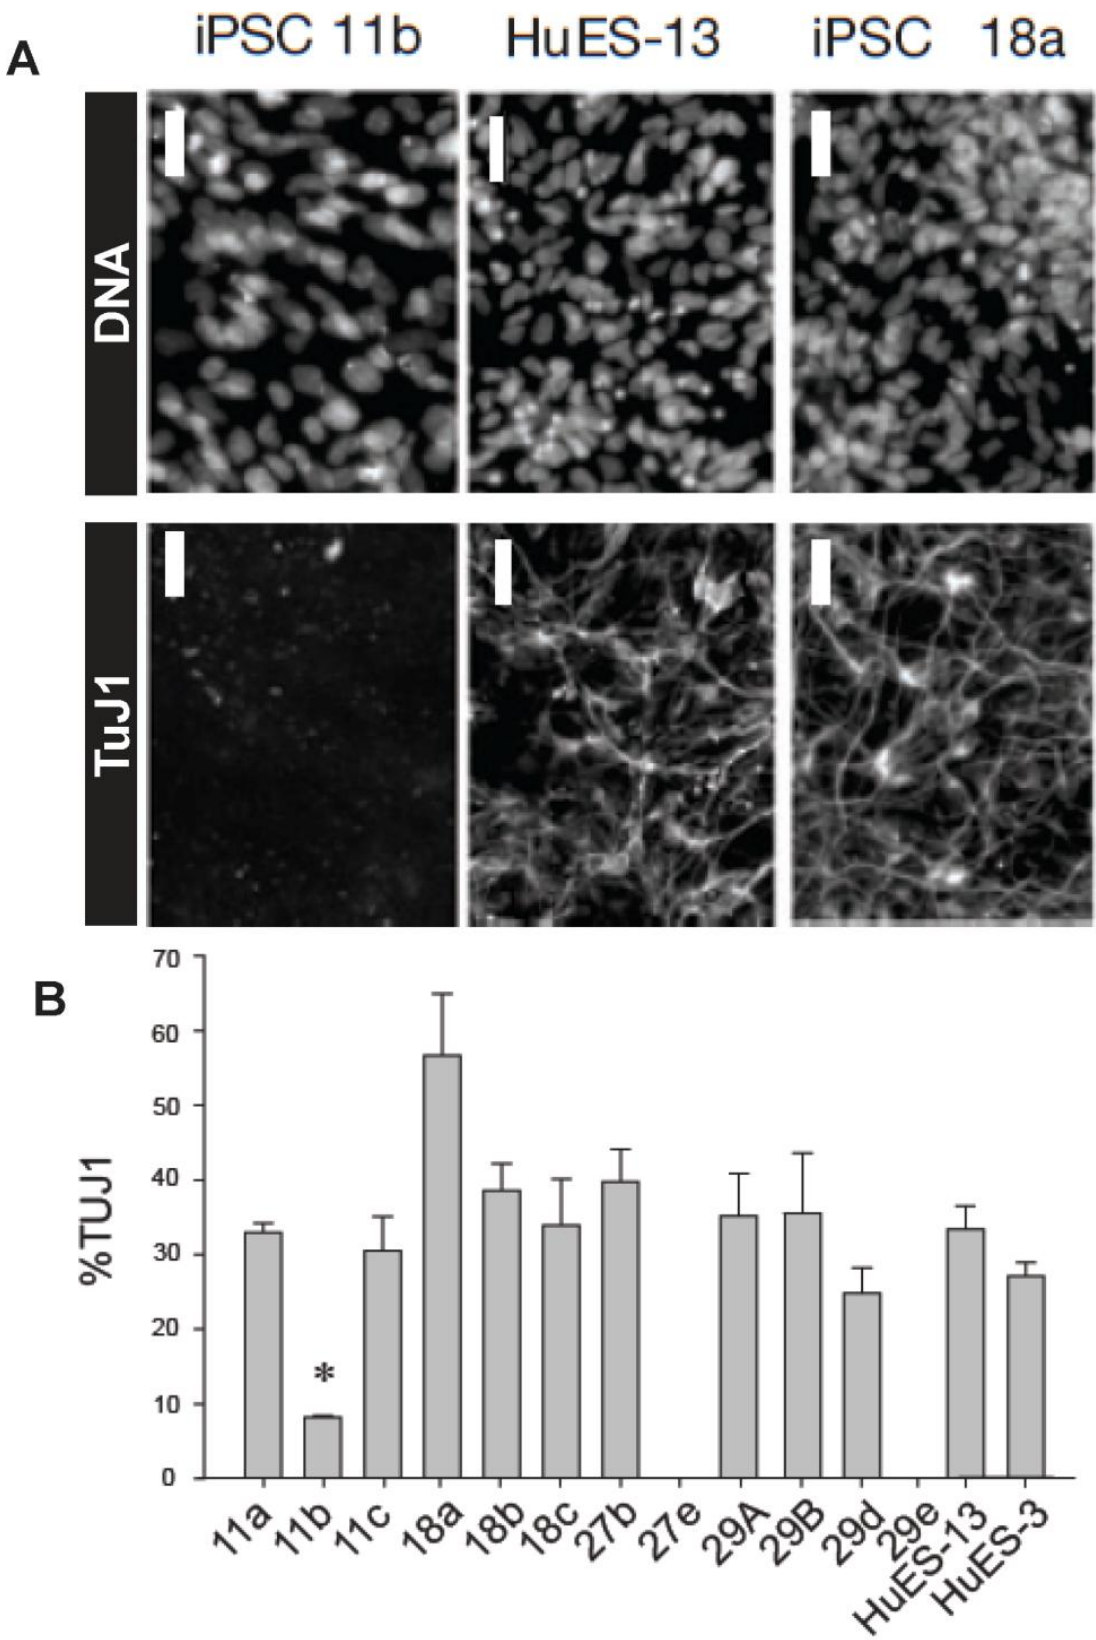 A
iPSC 11b HuES-13 iPSC 18a
DNA
TuJ1
B
%TUJ1
70
60
50
40
30
20
10
0
*
11a 11b 11c 18a 18b 18c 27b 27e 29A 29B 29d 29e HuES-13 HuES-3